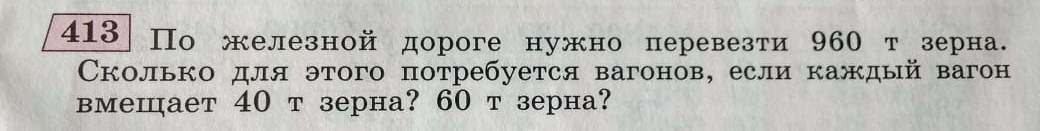 413 По железной дороге нужно перевезти 960 т зерна.
Сколько для этого потребуется вагонов, если каждый вагон
вмещает 40 т зерна? 60 т зерна?